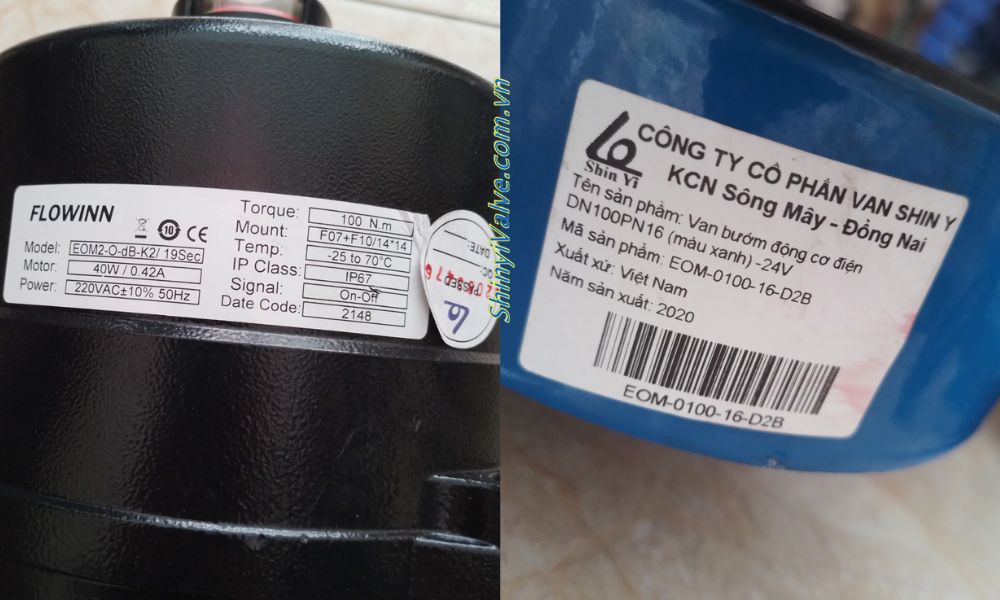 FLOWINN
10
CE
Model: EOM2-O-dB-K2/ 19Sec
Motor: 40W / 0.42A
Power: 220VAC±10% 50Hz
Torque: 100 N.m
Mount: F07+F10/14*14
Temp: -25 to 70°C
IP Class: IP67
Signal: On-Off
Date Code: 2148
DATE:
shinyivalve.com.vn
Shin Yi
CÔNG TY CỔ PHẦN VAN SHIN Y
KCN Sông Mây - Đồng Nai
Tên sản phẩm: Van bướm động cơ điện
DN100PN16 (màu xanh) -24V
Mã sản phẩm: EOM-0100-16-D2B
Xuất xứ: Việt Nam
Năm sản xuất: 2020
EOM-0100-16-D2B